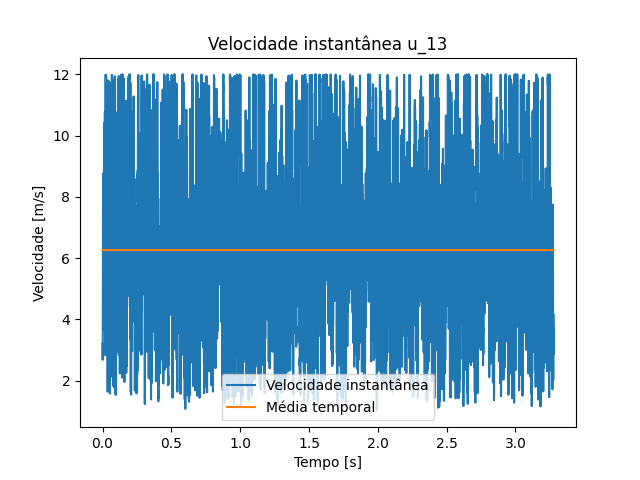 Velocidade instantânea u_13
Velocidade [m/s]
12
10
8
6
4
2
Velocidade instantânea
Média temporal
0.0 0.5 1.0 1.5 2.0 2.5 3.0
Tempo [s]